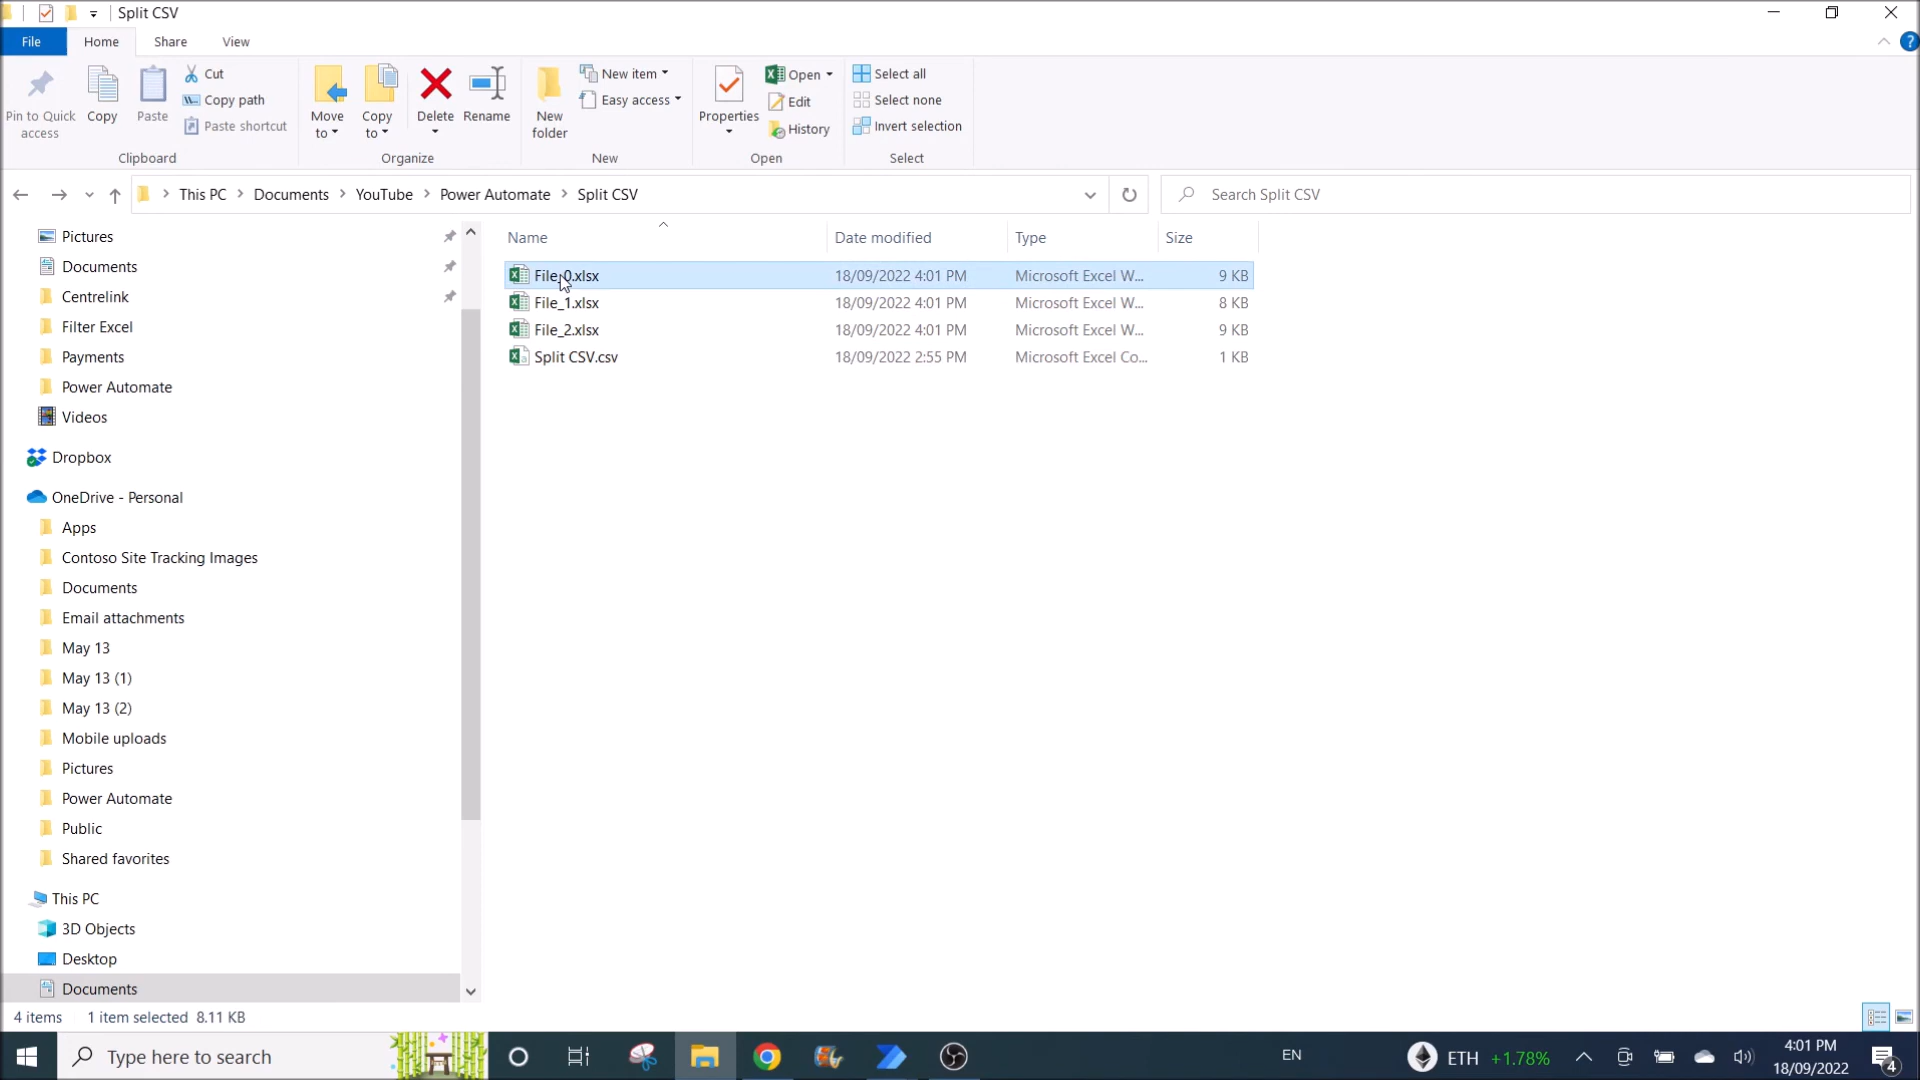 Split CSV
File Home Share View
Pin to Quick access
Copy
Paste
Cut
Copy path
Paste shortcut
Clipboard
Move to
Copy to
Delete
Rename
Organize
New folder
New item
Easy access
New
Properties
Open
Edit
History
Open
Select all
Select none
Invert selection
Select
This PC Documents YouTube Power Automate Split CSV
Search Split CSV
Pictures
Documents
Centrelink
Filter Excel
Payments
Power Automate
Videos
Dropbox
OneDrive - Personal
Apps
Contoso Site Tracking Images
Documents
Email attachments
May 13
May 13 (1)
May 13 (2)
Mobile uploads
Pictures
Power Automate
Public
Shared favorites
This PC
3D Objects
Desktop
Documents
Name Date modified Type Size
File_0.xlsx 18/09/2022 4:01 PM Microsoft Excel W... 9 KB
File_1.xlsx 18/09/2022 4:01 PM Microsoft Excel W... 8 KB
File_2.xlsx 18/09/2022 4:01 PM Microsoft Excel W... 9 KB
Split CSV.csv 18/09/2022 2:55 PM Microsoft Excel Co... 1 KB
4 items 1 item selected 8.11 KB
Type here to search
EN
ETH +1.78%
4:01 PM
18/09/2022
4